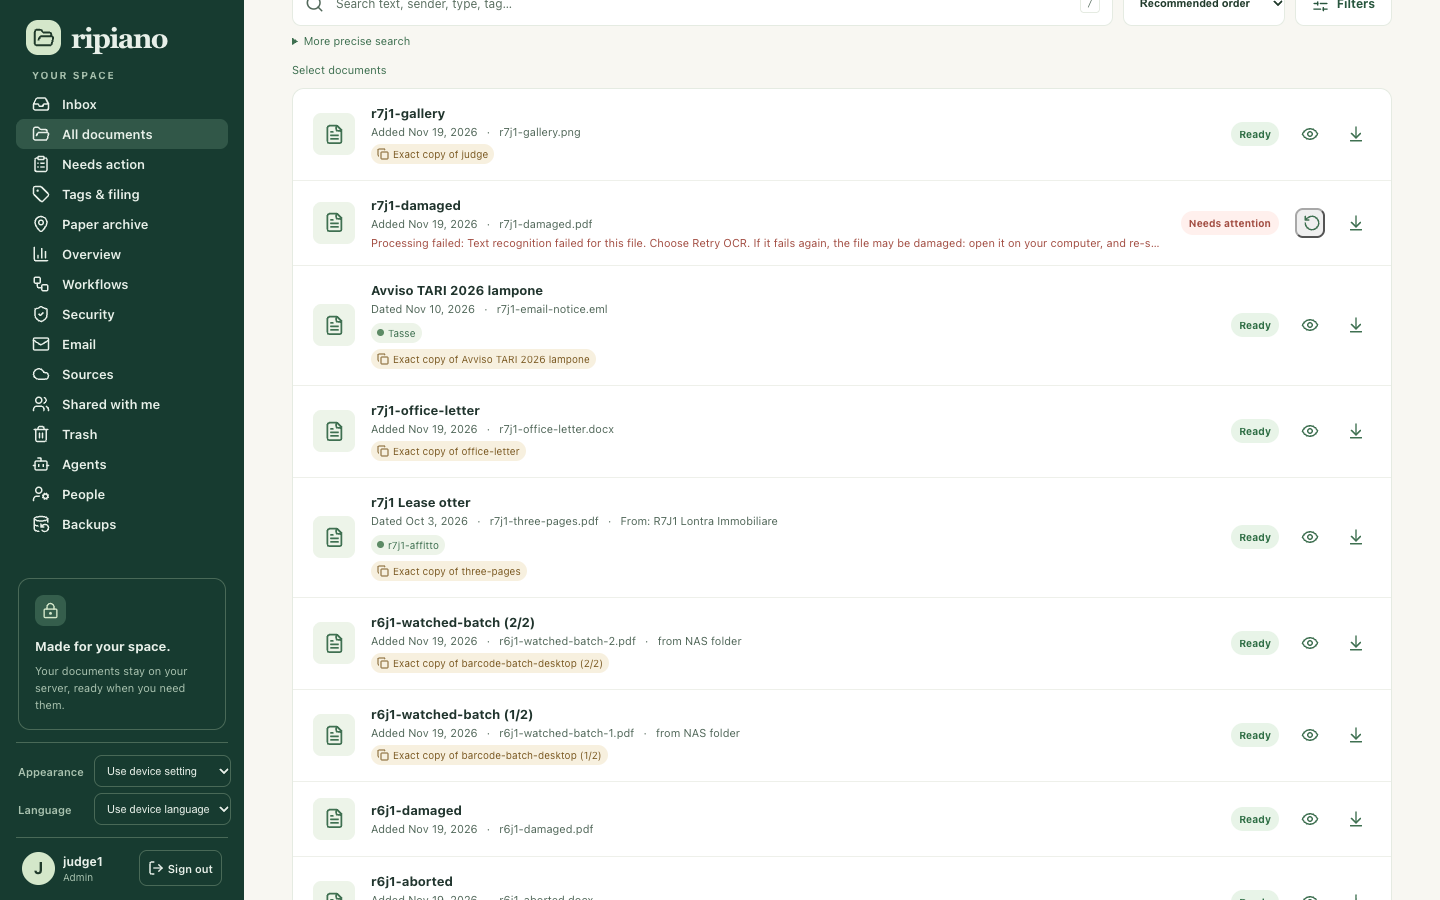 ripiano
YOUR SPACE
Inbox
All documents
Needs action
Tags & filing
Paper archive
Overview
Workflows
Security
Email
Sources
Shared with me
Trash
Agents
People
Backups
Made for your space.
Your documents stay on your
server, ready when you need
them.
Appearance Use device setting
Language Use device language
J judge1
Admin
Sign out
Search text, sender, type, tag... /
Recommended order
Filters
More precise search
Select documents
r7j1-gallery
Added Nov 19, 2026 · r7j1-gallery.png
Exact copy of judge
Ready
r7j1-damaged
Added Nov 19, 2026 · r7j1-damaged.pdf
Processing failed: Text recognition failed for this file. Choose Retry OCR. If it fails again, the file may be damaged: open it on your computer, and re-s...
Needs attention
Avviso TARI 2026 lampone
Dated Nov 10, 2026 · r7j1-email-notice.eml
Tasse
Exact copy of Avviso TARI 2026 lampone
Ready
r7j1-office-letter
Added Nov 19, 2026 · r7j1-office-letter.docx
Exact copy of office-letter
Ready
r7j1 Lease otter
Dated Oct 3, 2026 · r7j1-three-pages.pdf · From: R7J1 Lontra Immobiliare
r7j1-affitto
Exact copy of three-pages
Ready
r6j1-watched-batch (2/2)
Added Nov 19, 2026 · r6j1-watched-batch-2.pdf · from NAS folder
Exact copy of barcode-batch-desktop (2/2)
Ready
r6j1-watched-batch (1/2)
Added Nov 19, 2026 · r6j1-watched-batch-1.pdf · from NAS folder
Exact copy of barcode-batch-desktop (1/2)
Ready
r6j1-damaged
Added Nov 19, 2026 · r6j1-damaged.pdf
Ready
r6j1-aborted
Added Nov 19, 2026 · r6j1-aborted.docx